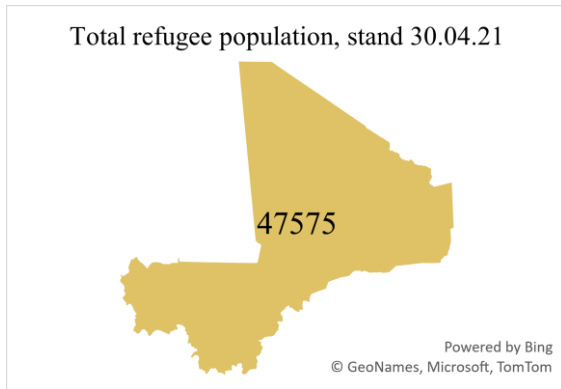 Total refugee population, stand 30.04.21
47575
Powered by Bing
© GeoNames, Microsoft, TomTom